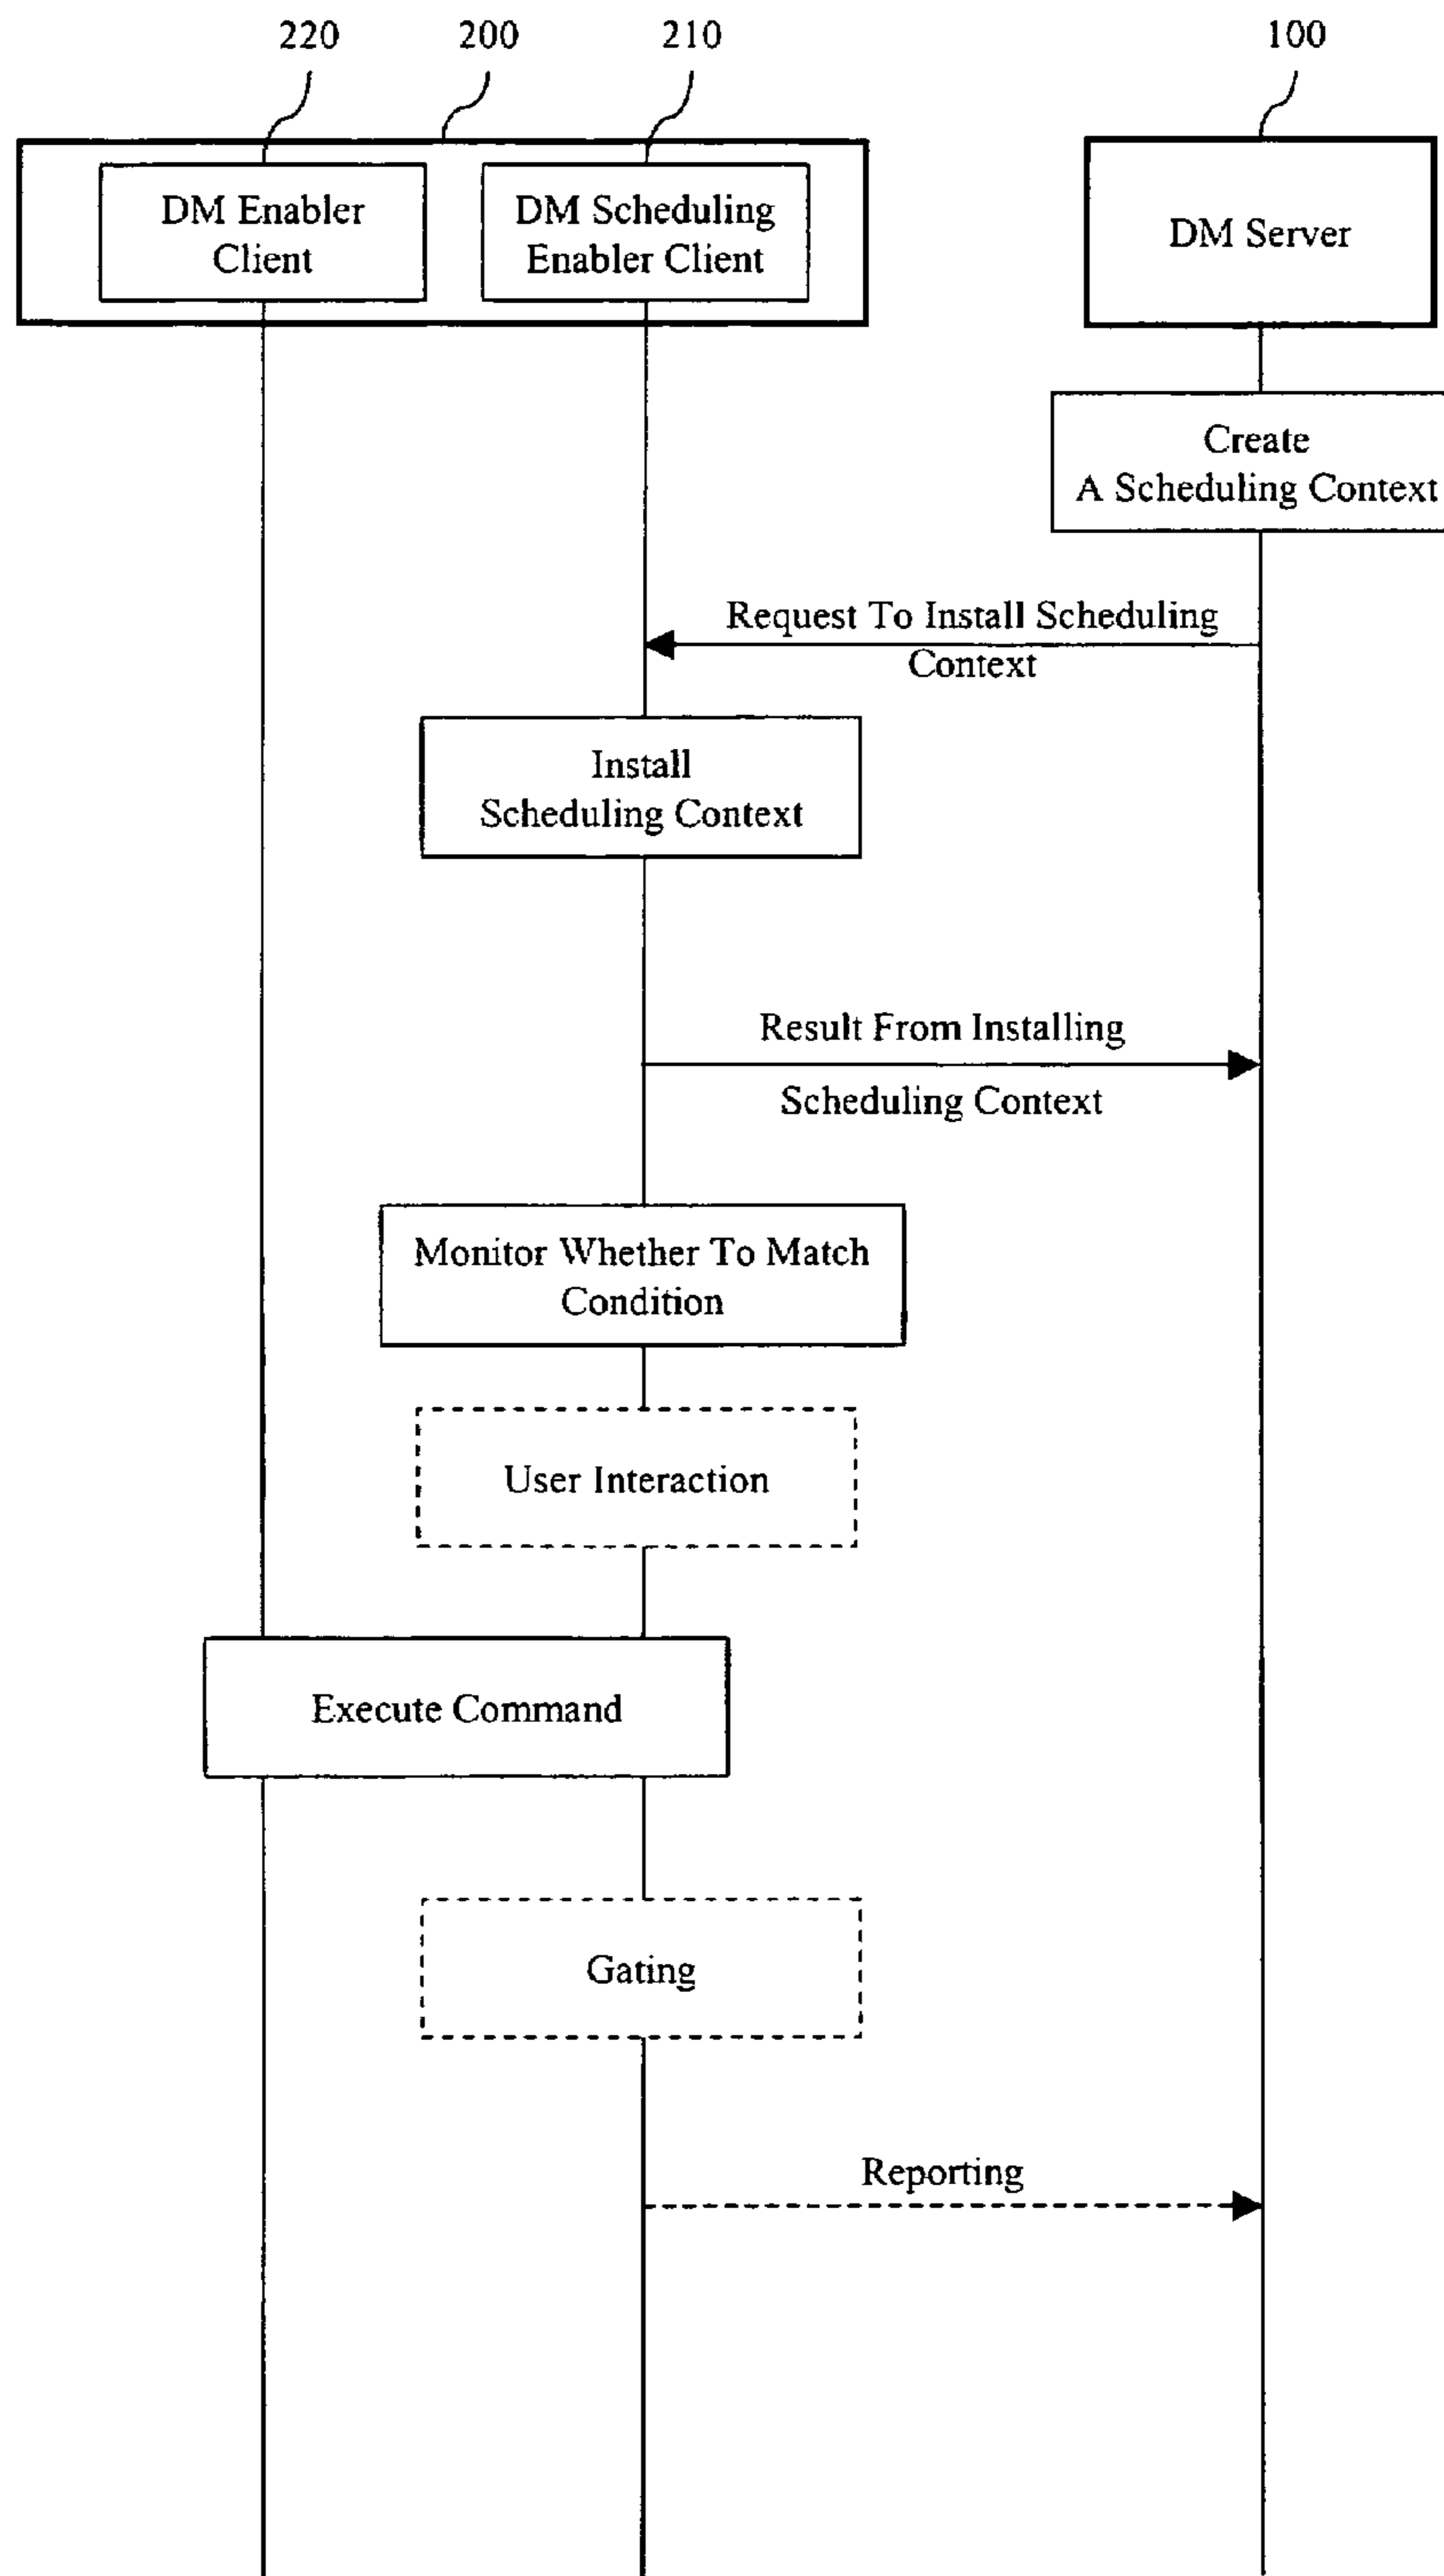 220
200
210
100
DM Enabler
Client
DM Scheduling
Enabler Client
DM Server
Create
A Scheduling Context
Request To Install Scheduling
Context
Install
Scheduling Context
Result From Installing
Scheduling Context
Monitor Whether To Match
Condition
User Interaction
Execute Command
Gating
Reporting